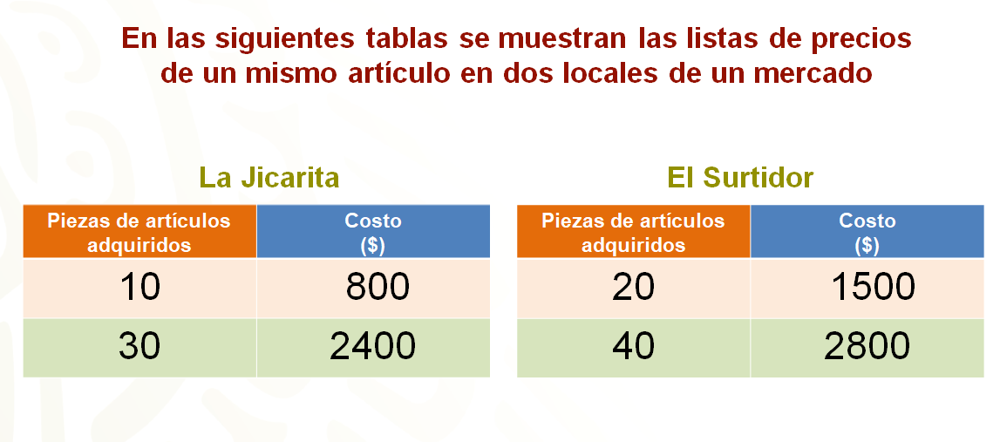 En las siguientes tablas se muestran las listas de precios
de un mismo artículo en dos locales de un mercado
La Jicarita
Piezas de artículos
adquiridos
Costo
($)
10
800
30
2400
El Surtidor
Piezas de artículos
adquiridos
Costo
($)
20
1500
40
2800